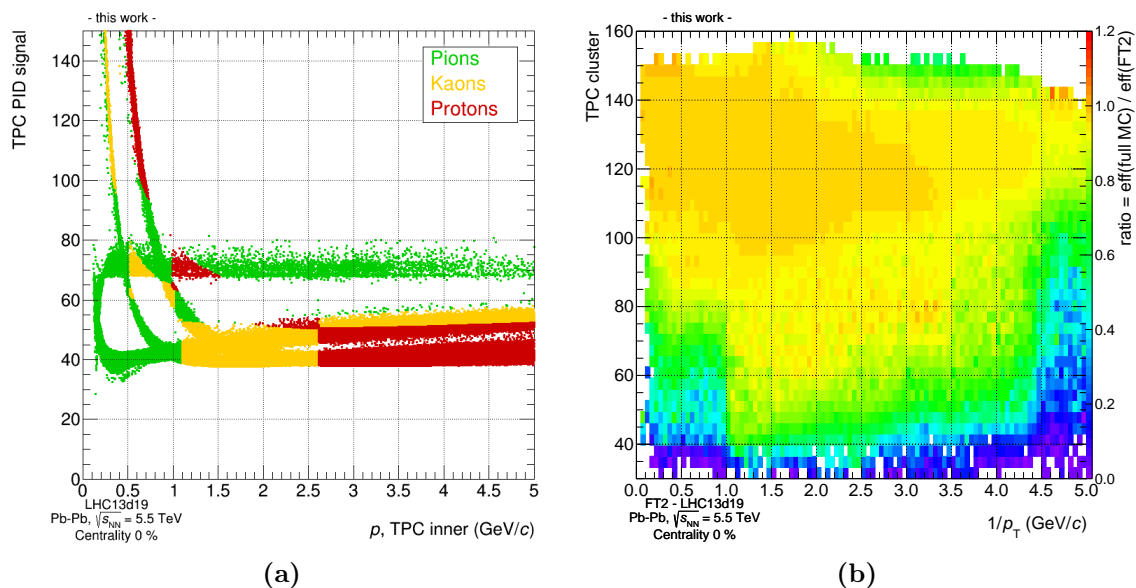 - this work -
TPC PID signal
140
120
100
80
60
40
20
0
Pions
Kaons
Protons
0 0.5 1 1.5 2 2.5 3 3.5 4 4.5 5
LHC13d19
Pb-Pb, √sNN = 5.5 TeV
Centrality 0 %
p, TPC inner (GeV/c)
(a)
- this work -
TPC cluster
160
140
120
100
80
60
40
1.2
1.0
0.8
0.6
0.4
0.2
0.0
ratio = eff(full MC) / eff(FT2)
0.0 0.5 1.0 1.5 2.0 2.5 3.0 3.5 4.0 4.5 5.0
FT2 - LHC13d19
Pb-Pb, √sNN = 5.5 TeV
Centrality 0 %
1/pT (GeV/c)
(b)